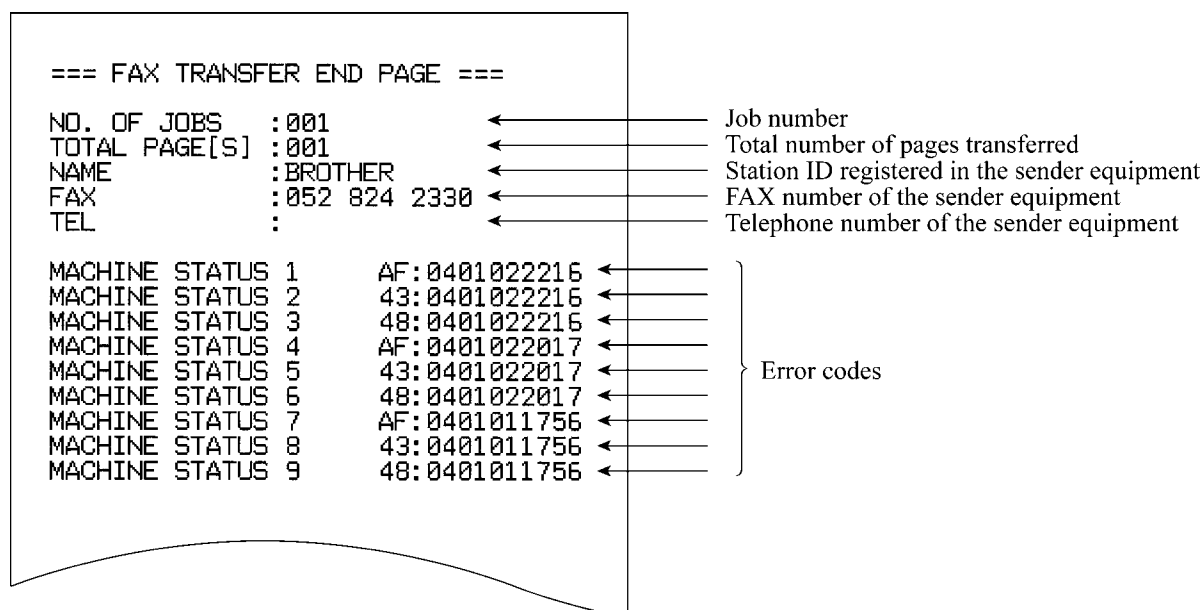 === FAX TRANSFER END PAGE ===
NO. OF JOBS :001
Job number
TOTAL PAGE[S] :001
Total number of pages transferred
NAME :BROTHER
Station ID registered in the sender equipment
FAX :052 824 2330
FAX number of the sender equipment
TEL :
Telephone number of the sender equipment
MACHINE STATUS 1 AF:0401022216
MACHINE STATUS 2 43:0401022216
MACHINE STATUS 3 48:0401022216
MACHINE STATUS 4 AF:0401022017
MACHINE STATUS 5 43:0401022017
MACHINE STATUS 6 48:0401022017
MACHINE STATUS 7 AF:0401011756
MACHINE STATUS 8 43:0401011756
MACHINE STATUS 9 48:0401011756
Error codes